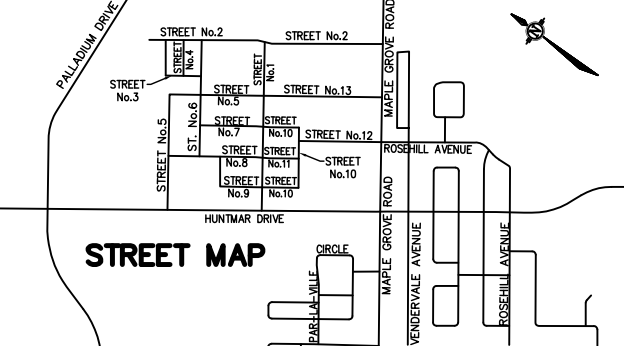 PALLADIUM DRIVE
STREET No.2
STREET No.2
MAPLE GROVE ROAD
STREET
No.4
STREET
No.1
STREET
No.3
STREET
No.5
STREET No.13
STREET No.5
ST. No.6
STREET
No.7
STREET
No.10
STREET No.12
ROSEHILL AVENUE
STREET
No.8
STREET
No.11
STREET
No.10
STREET
No.9
STREET
No.10
HUNTMAR DRIVE
MAPLE GROVE ROAD
STREET MAP
CIRCLE
PAR-LA-VILLE
VENDERVALE AVENUE
ROSEHILL AVENUE
N